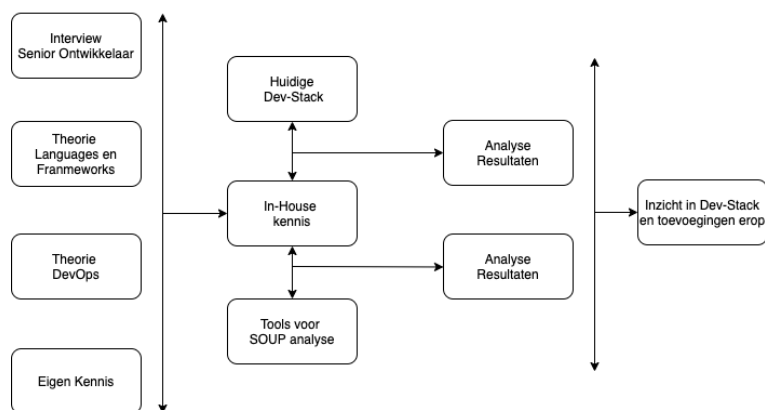 Interview
Senior Ontwikkelaar
Theorie
Languages en
Franmeworks
Theorie
DevOps
Eigen Kennis
Huidige
Dev-Stack
In-House
kennis
Tools voor
SOUP analyse
Analyse
Resultaten
Analyse
Resultaten
Inzicht in Dev-Stack
en toevoegingen erop